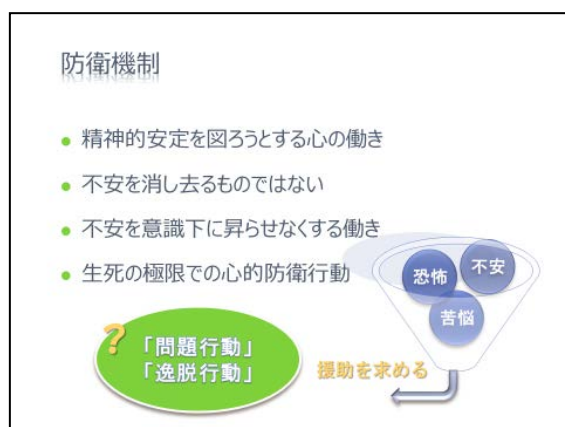 防衛機制
精神的安定を図ろうとする心の働き
不安を消し去るものではない
不安を意識下に昇らせなくする働き
生死の極限での心的防衛行動
恐怖
不安
苦悩
?
「問題行動」
「逸脱行動」
援助を求める